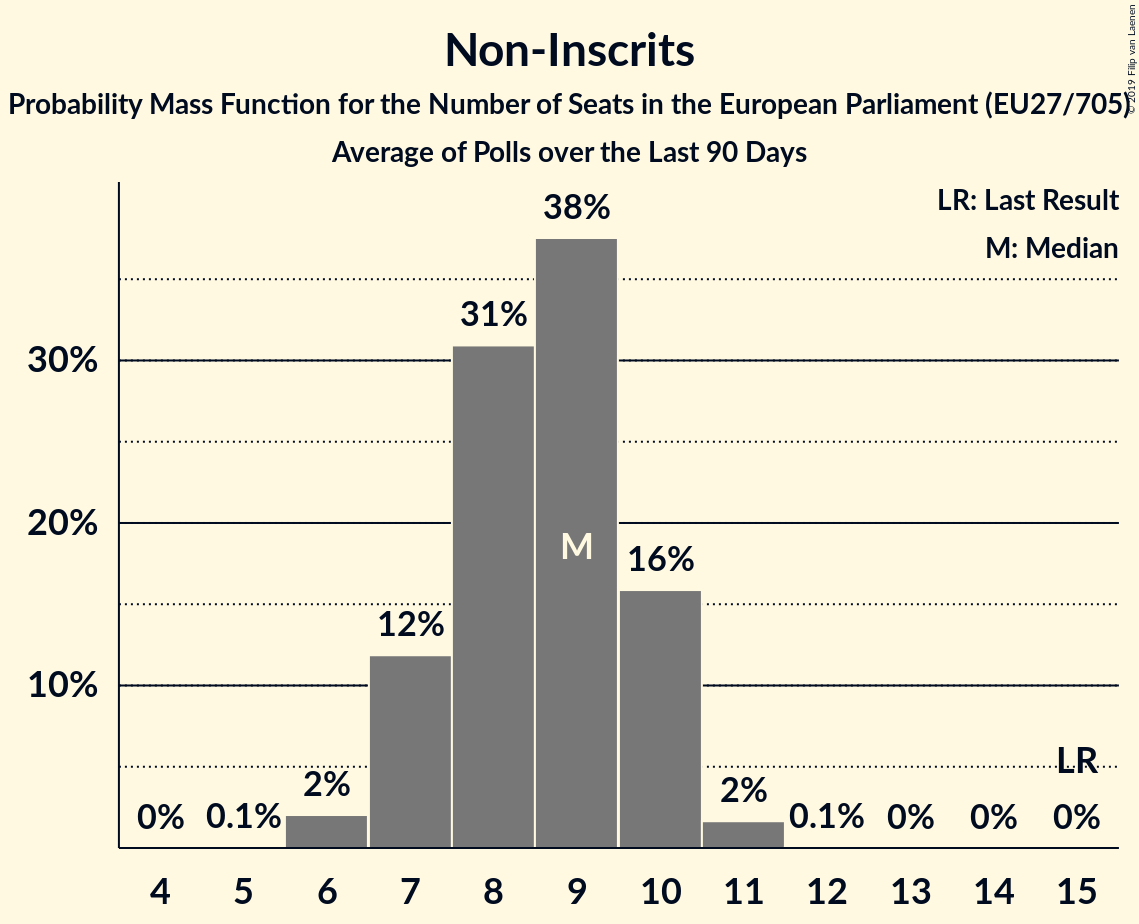 Non-Inscrits
Probability Mass Function for the Number of Seats in the European Parliament (EU27/705)
Average of Polls over the Last 90 Days
© 2019 Filip van Laenen
LR: Last Result
M: Median
38%
31%
30%
20%
M
16%
12%
10%
LR
2%
2%
0%
0.1%
0.1%
0%
0%
0%
4 5 6 7 8 9 10 11 12 13 14 15